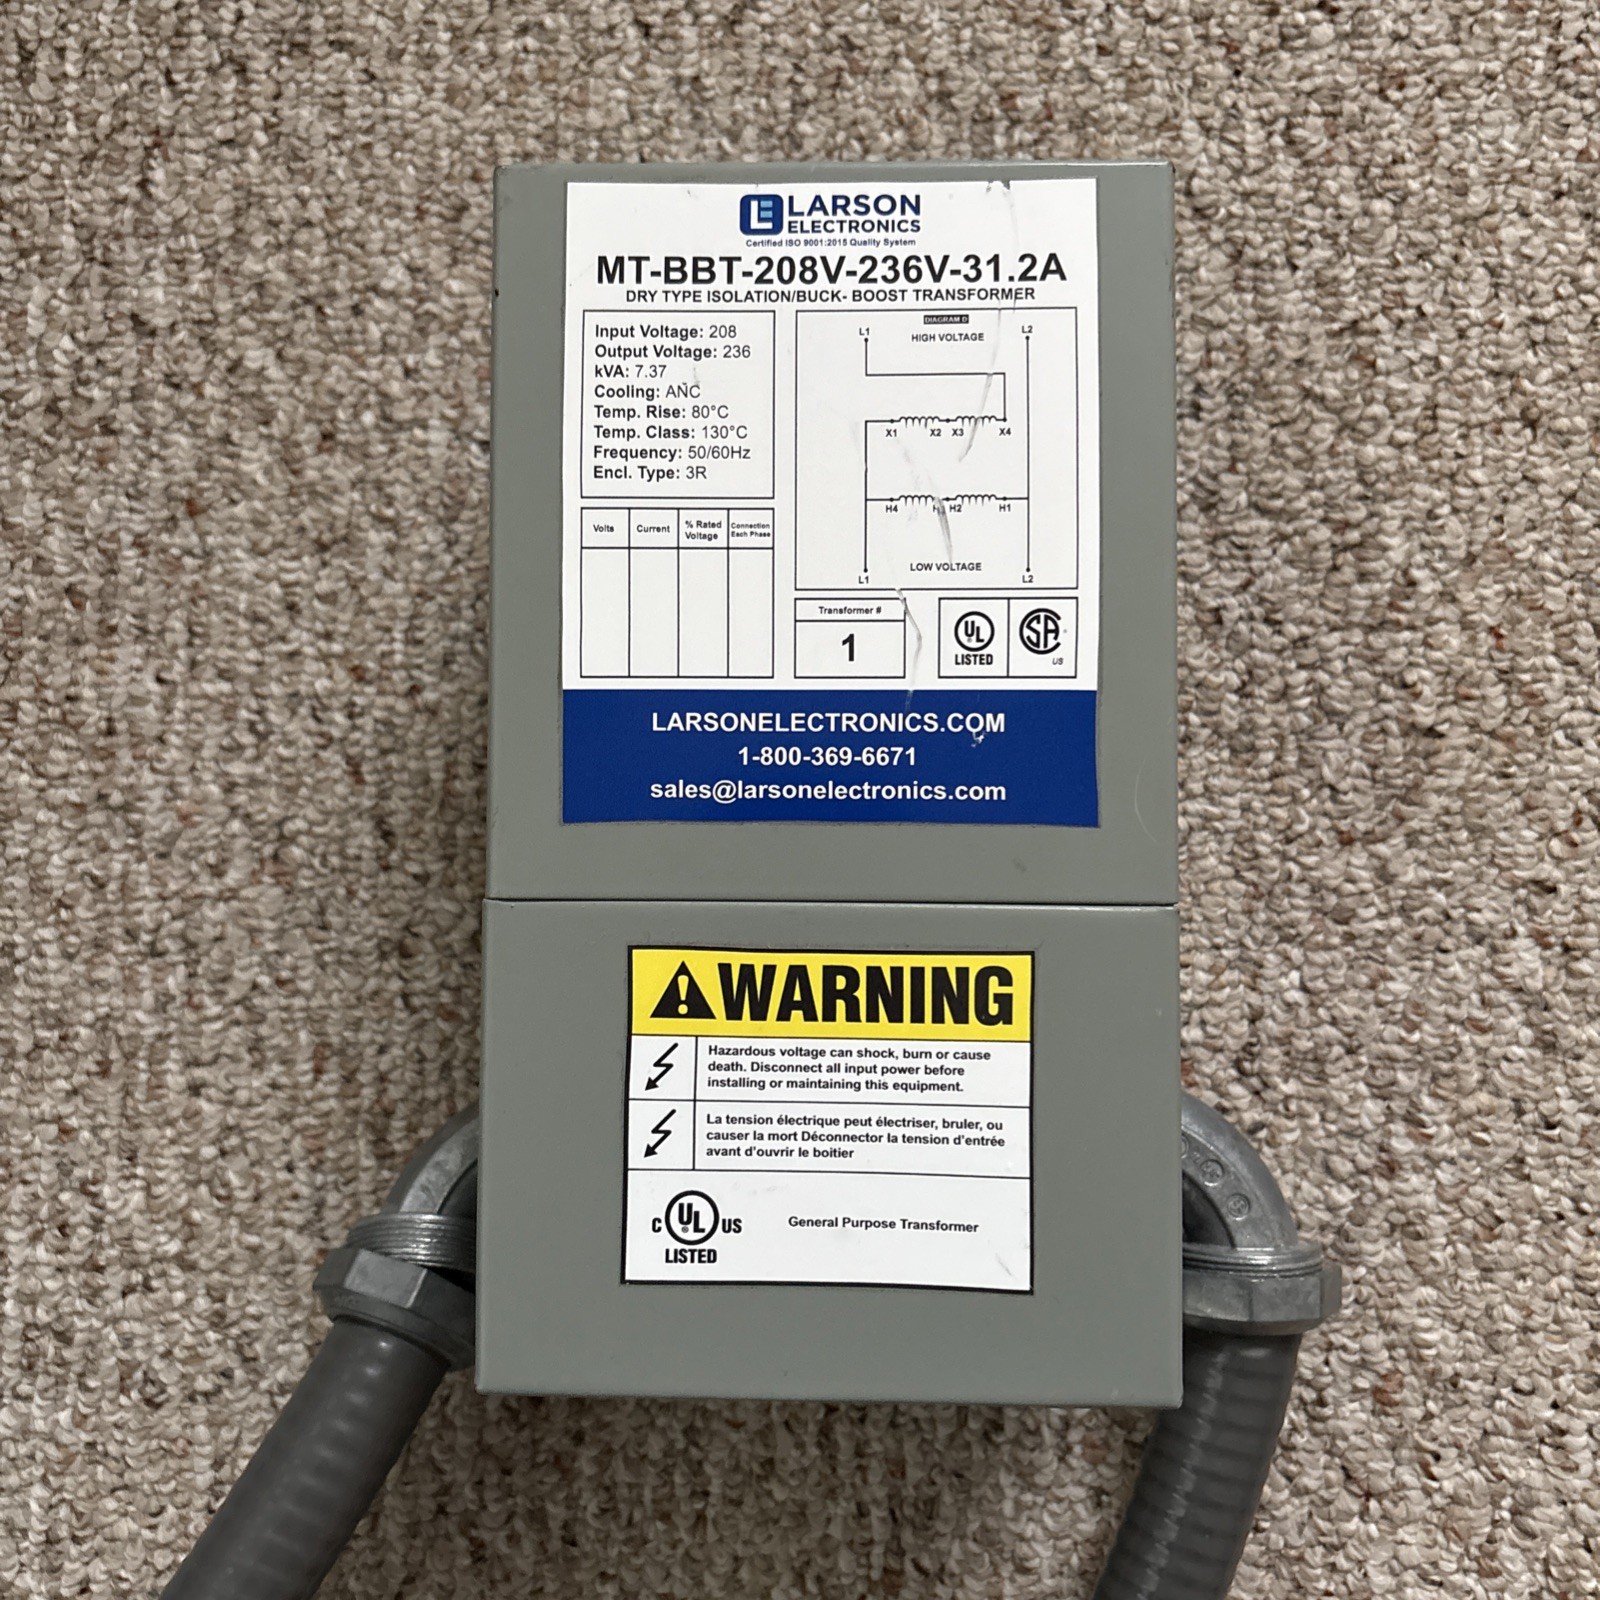 LE LARSON
ELECTRONICS
Certified ISO 9001:2015 Quality System
MT-BBT-208V-236V-31.2A
DRY TYPE ISOLATION/BUCK- BOOST TRANSFORMER
Input Voltage: 208
Output Voltage: 236
kVA: 7.37
Cooling: ANC
Temp. Rise: 80°C
Temp. Class: 130°C
Frequency: 50/60Hz
Encl. Type: 3R
DIAGRAM D
L1 HIGH VOLTAGE L2
X1 X2 X3 X4
H4 H2 H1
LOW VOLTAGE
L1 L2
Volts Current % Rated Voltage Connection Each Phase
Transformer #
1
UL
LISTED
SA
US
LARSONELECTRONICS.COM
1-800-369-6671
sales@larsonelectronics.com
WARNING
Hazardous voltage can shock, burn or cause
death. Disconnect all input power before
installing or maintaining this equipment.
La tension électrique peut électriser, bruler, ou
causer la mort Déconnector la tension d'entrée
avant d'ouvrir le boitier
C UL US
LISTED
General Purpose Transformer